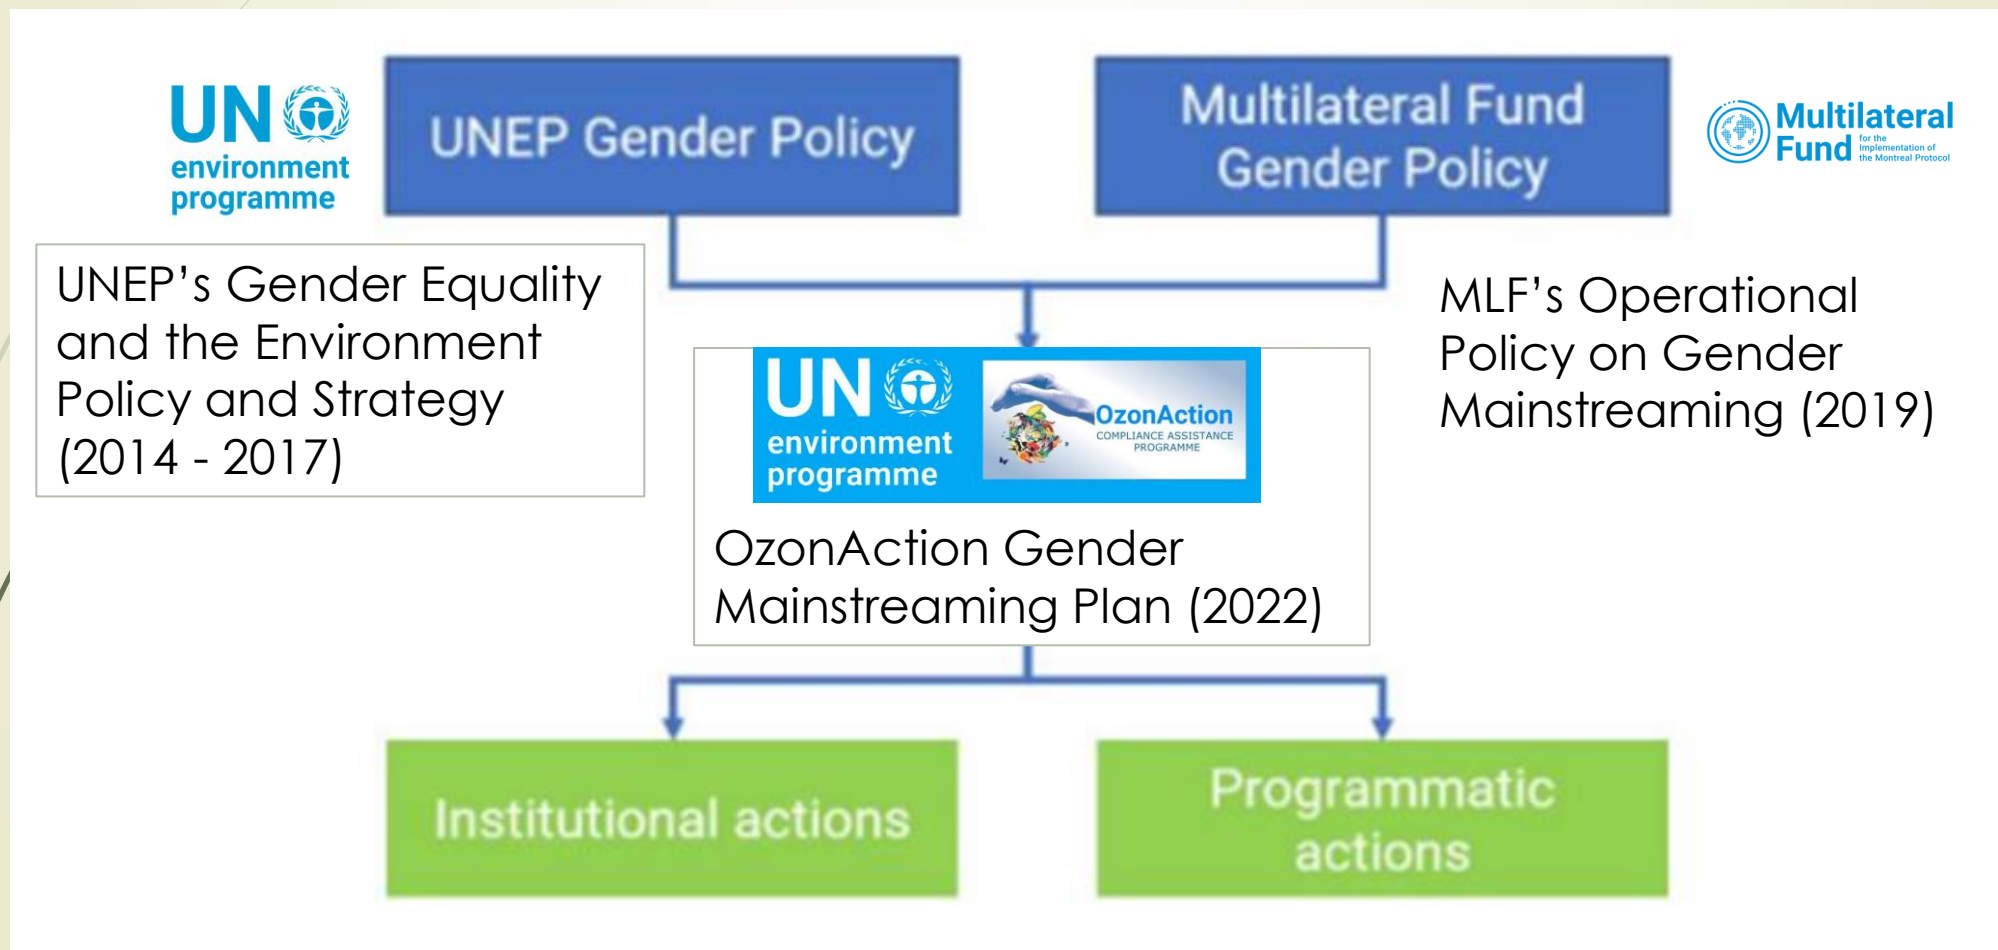 UN
environment
programme
UNEP Gender Policy
Multilateral Fund
Gender Policy
Multilateral
Fund
for the
Implementation of
the Montreal Protocol
UNEP’s Gender Equality
and the Environment
Policy and Strategy
(2014 - 2017)
MLF’s Operational
Policy on Gender
Mainstreaming (2019)
UN
environment
programme
OzonAction
COMPLIANCE ASSISTANCE
PROGRAMME
OzonAction Gender
Mainstreaming Plan (2022)
Institutional actions
Programmatic
actions